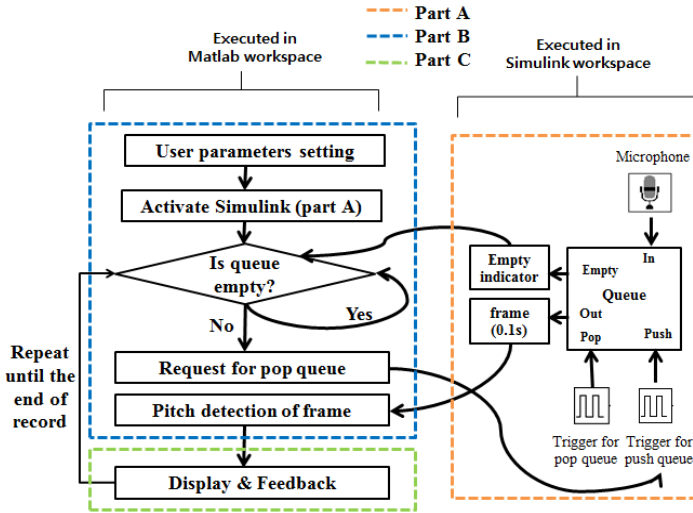 Part A
Part B
Part C
Executed in
Matlab workspace
Executed in
Simulink workspace
User parameters setting
Activate Simulink (part A)
Is queue
empty?
Yes
No
Request for pop queue
Pitch detection of frame
Display & Feedback
Repeat
until the
end of
record
Microphone
Empty
indicator
frame
(0.1s)
In
Empty
Queue
Out
Pop
Push
Trigger for
pop queue
Trigger for
push queue